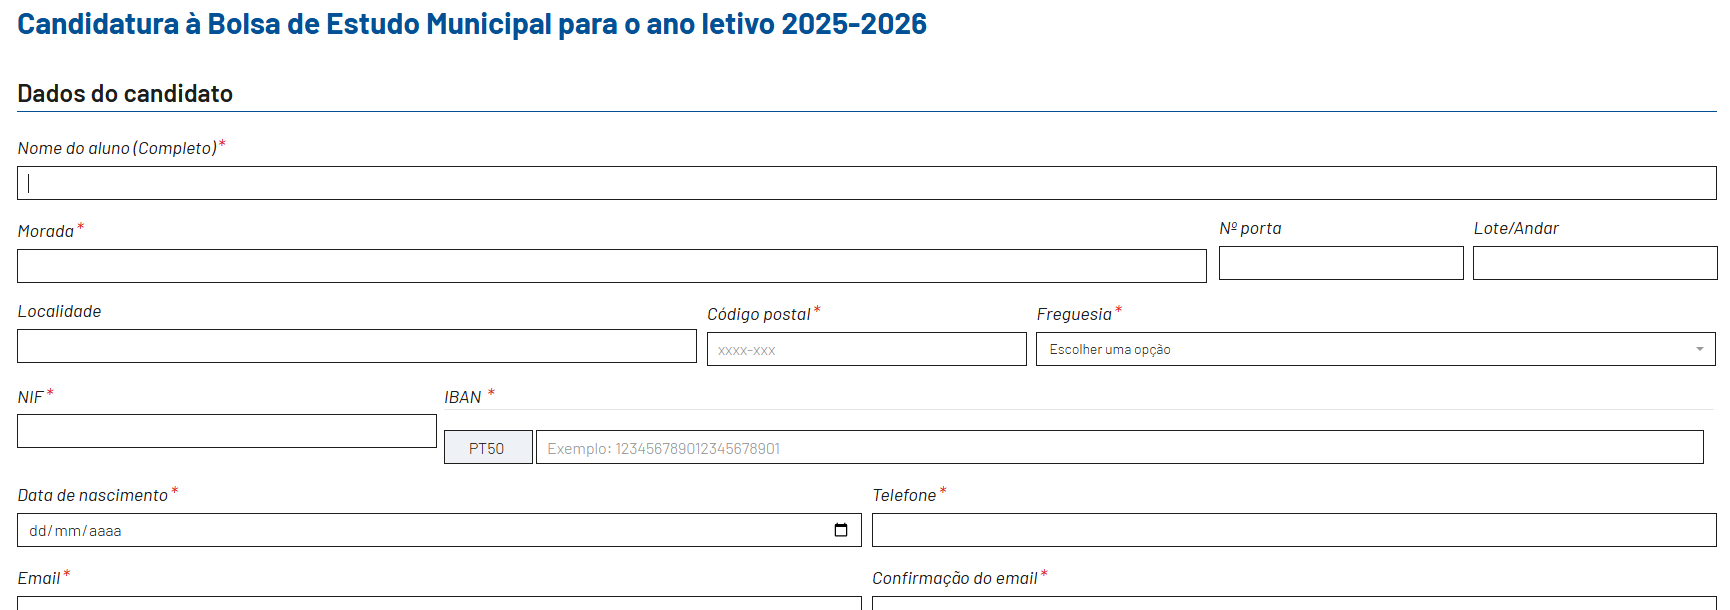 Candidatura à Bolsa de Estudo Municipal para o ano letivo 2025-2026
Dados do candidato
Nome do aluno (Completo)*
Morada* Nº porta Lote/Andar
Localidade Código postal* Freguesia*
xxxx-xxx Escolher uma opção
NIF* IBAN *
PT50 Exemplo: 123456789012345678901
Data de nascimento* Telefone*
dd/mm/aaaa
Email* Confirmação do email*